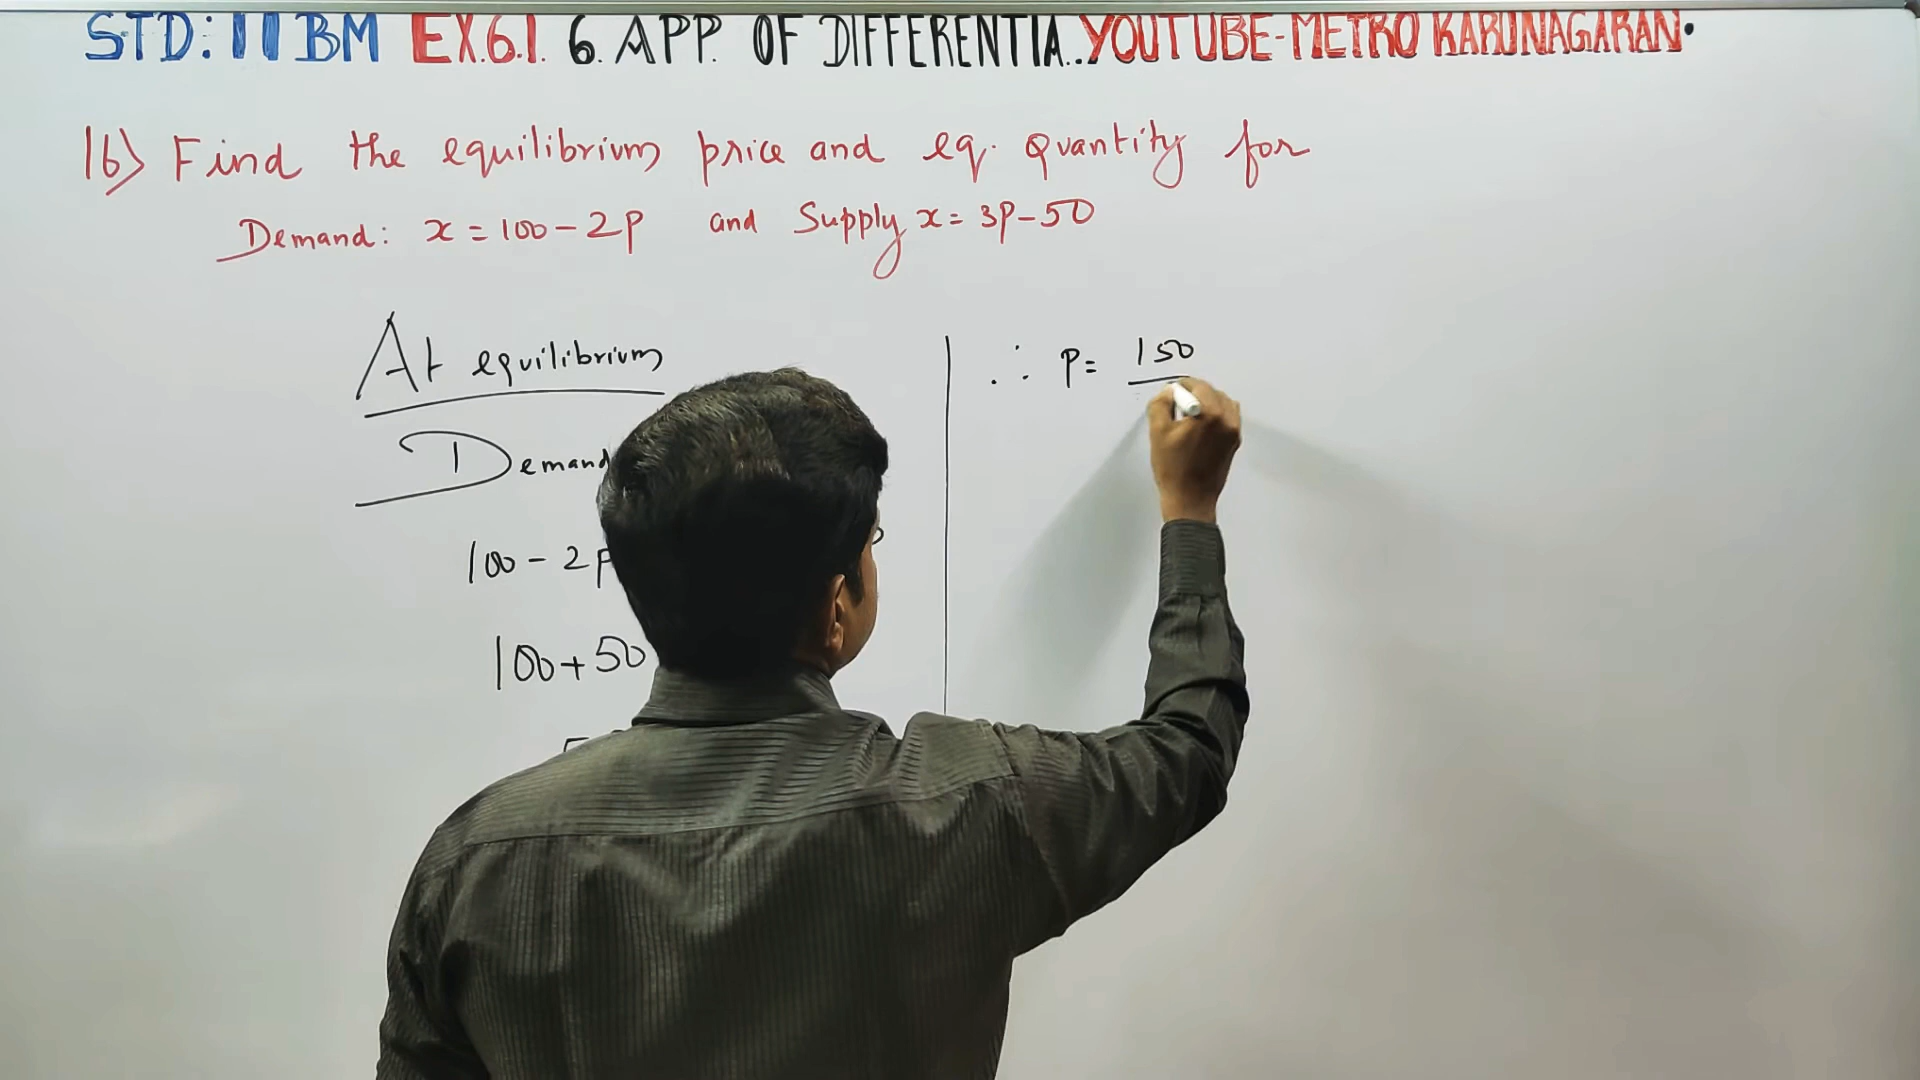 STD: 11 BM EX.6.1. 6. APP. OF DIFFERENTIA.. YOUTUBE-METRO KARUNAGARAN.
16) Find the equilibrium price and eq. Quantity for
Demand: x = 100 - 2p and Supply x = 3p - 50
At equilibrium
Demand
100 - 2p
100 + 50
∴ p = 150